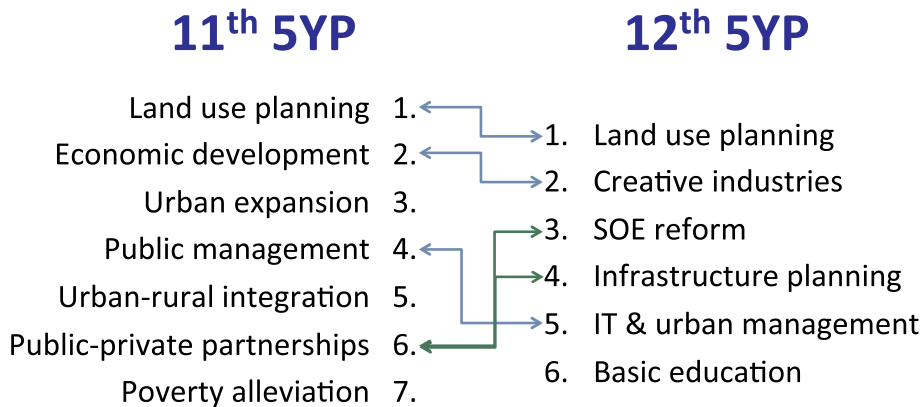 11th 5YP
12th 5YP
Land use planning 1.
Economic development 2.
Urban expansion 3.
Public management 4.
Urban-rural integration 5.
Public-private partnerships 6.
Poverty alleviation 7.
1. Land use planning
2. Creative industries
3. SOE reform
4. Infrastructure planning
5. IT & urban management
6. Basic education